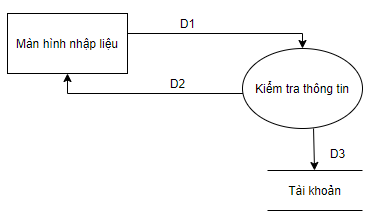 D1
Màn hình nhập liệu
D2
Kiểm tra thông tin
D3
Tài khoản